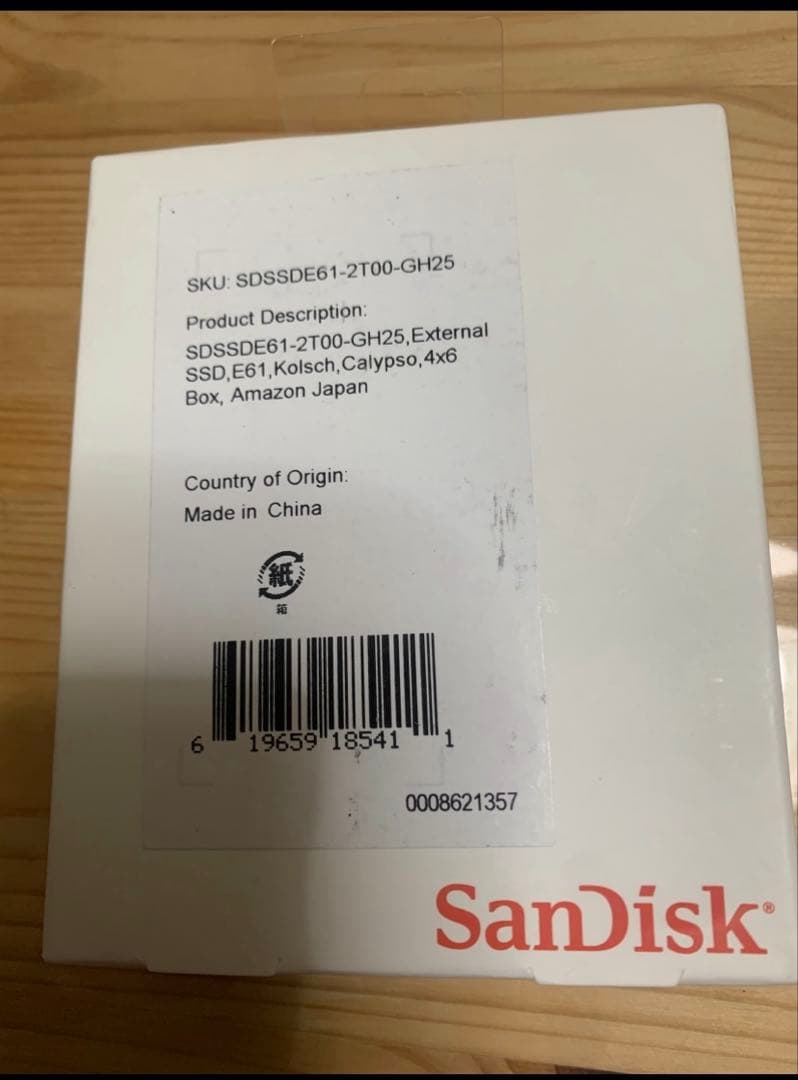 SKU: SDSSDE61-2T00-GH25
Product Description:
SDSSDE61-2T00-GH25,External
SSD,E61,Kolsch,Calypso,4x6
Box, Amazon Japan
Country of Origin:
Made in China
紙
箱
6 19659 18541 1
0008621357
SanDisk®